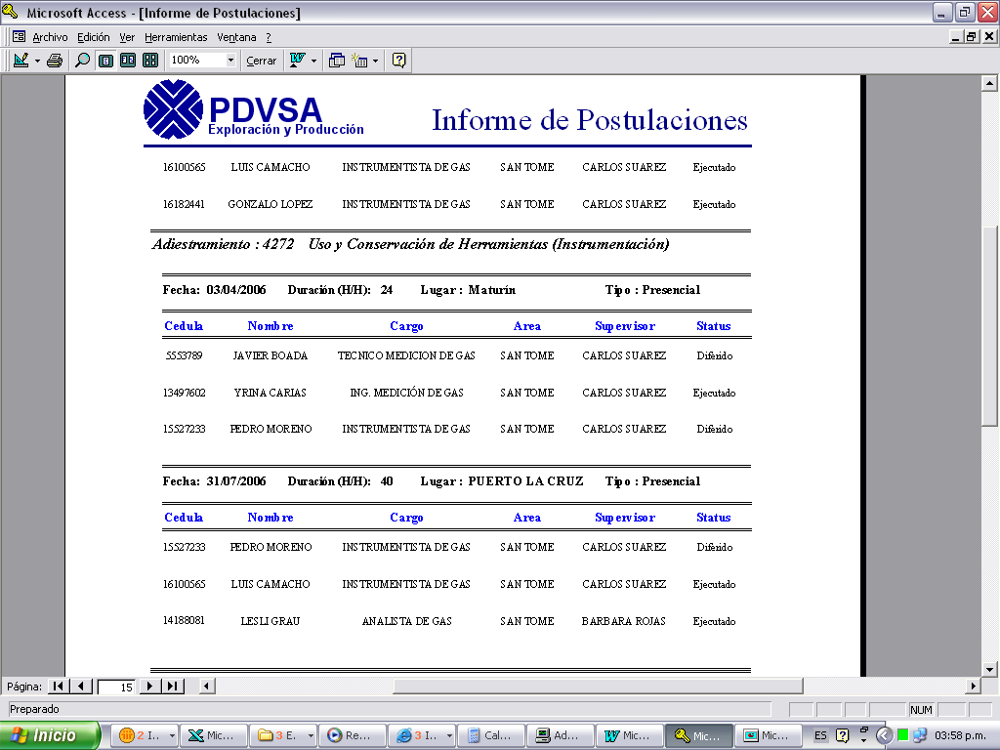 Microsoft Access - [Informe de Postulaciones]
Archivo Edición Ver Herramientas Ventana ?
100% Cerrar
PDVSA
Exploración y Producción
Informe de Postulaciones
16100565 LUIS CAMACHO INSTRUMENTISTA DE GAS SAN TOME CARLOS SUAREZ Ejecutado
16182441 GONZALO LOPEZ INSTRUMENTISTA DE GAS SAN TOME CARLOS SUAREZ Ejecutado
Adiestramiento : 4272 Uso y Conservación de Herramientas (Instrumentación)
Fecha: 03/04/2006 Duración (H/H): 24 Lugar : Maturín Tipo : Presencial
Cedula Nombre Cargo Area Supervisor Status
5553789 JAVIER BOADA TECNICO MEDICION DE GAS SAN TOME CARLOS SUAREZ Diferido
13497602 YRINA CARIAS ING. MEDICIÓN DE GAS SAN TOME CARLOS SUAREZ Ejecutado
15527233 PEDRO MORENO INSTRUMENTISTA DE GAS SAN TOME CARLOS SUAREZ Diferido
Fecha: 31/07/2006 Duración (H/H): 40 Lugar : PUERTO LA CRUZ Tipo : Presencial
Cedula Nombre Cargo Area Supervisor Status
15527233 PEDRO MORENO INSTRUMENTISTA DE GAS SAN TOME CARLOS SUAREZ Diferido
16100565 LUIS CAMACHO INSTRUMENTISTA DE GAS SAN TOME CARLOS SUAREZ Ejecutado
14188081 LESLI GRAU ANALISTA DE GAS SAN TOME BARBARA ROJAS Ejecutado
Página: 15
Preparado NUM
Inicio 2 I... Mic... 3 E. Re... 3 I... Cal... Ad... Mic... Mic... Mic... ES 03:58 p.m.